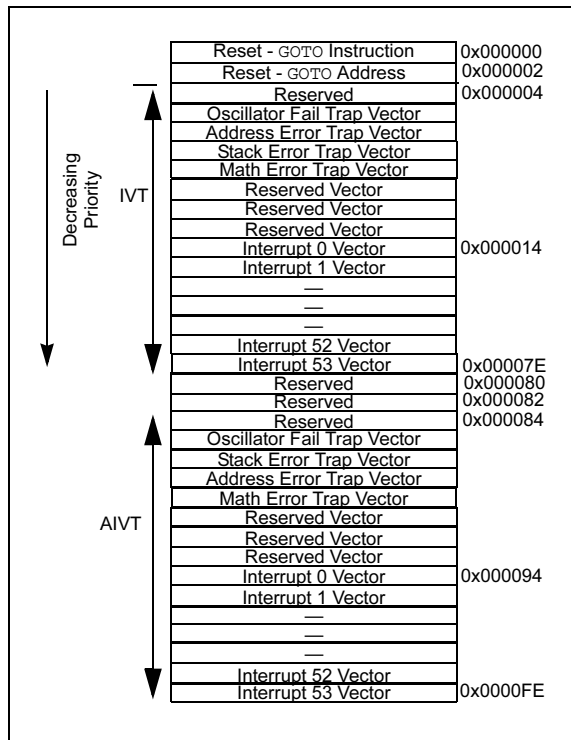 Reset - GOTO Instruction 0x000000
Reset - GOTO Address 0x000002
Reserved 0x000004
Oscillator Fail Trap Vector
Address Error Trap Vector
Stack Error Trap Vector
Math Error Trap Vector
Reserved Vector
Reserved Vector
Reserved Vector
Interrupt 0 Vector 0x000014
Interrupt 1 Vector
—
—
—
Interrupt 52 Vector
Interrupt 53 Vector 0x00007E
Reserved 0x000080
Reserved 0x000082
Reserved 0x000084
Oscillator Fail Trap Vector
Stack Error Trap Vector
Address Error Trap Vector
Math Error Trap Vector
Reserved Vector
Reserved Vector
Reserved Vector
Interrupt 0 Vector 0x000094
Interrupt 1 Vector
—
—
—
Interrupt 52 Vector
Interrupt 53 Vector 0x0000FE
Decreasing
Priority
IVT
AIVT